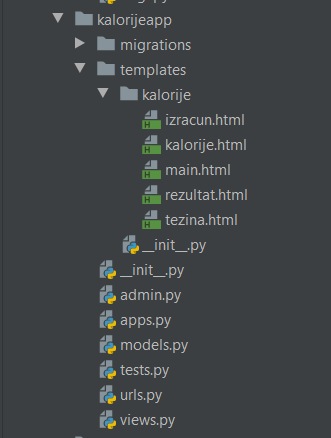 kalorijeapp
migrations
templates
kalorije
izracun.html
kalorije.html
main.html
rezultat.html
tezina.html
__init__.py
__init__.py
admin.py
apps.py
models.py
tests.py
urls.py
views.py